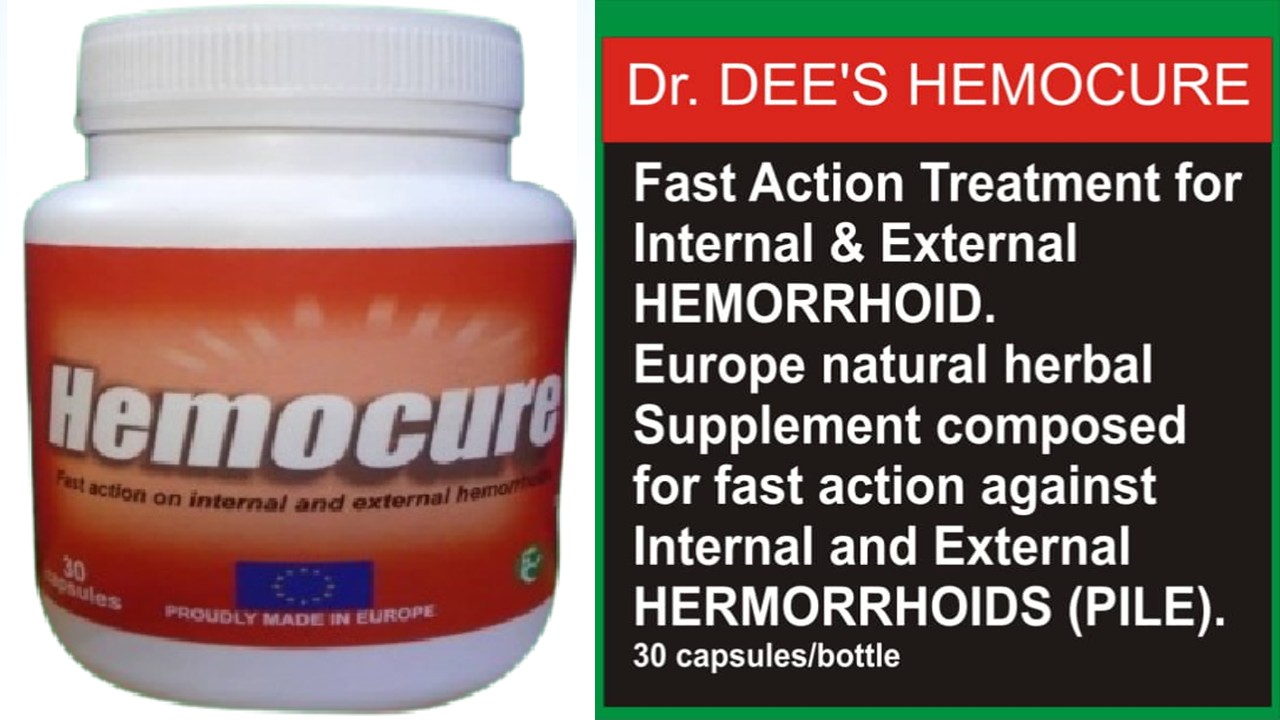 Hemocure
Fast action on internal and external
30
capsules
PROUDLY MADE IN EUROPE
Dr. DEE'S HEMOCURE
Fast Action Treatment for
Internal & External
HEMORRHOID.
Europe natural herbal
Supplement composed
for fast action against
Internal and External
HERMORRHOIDS (PILE).
30 capsules/bottle